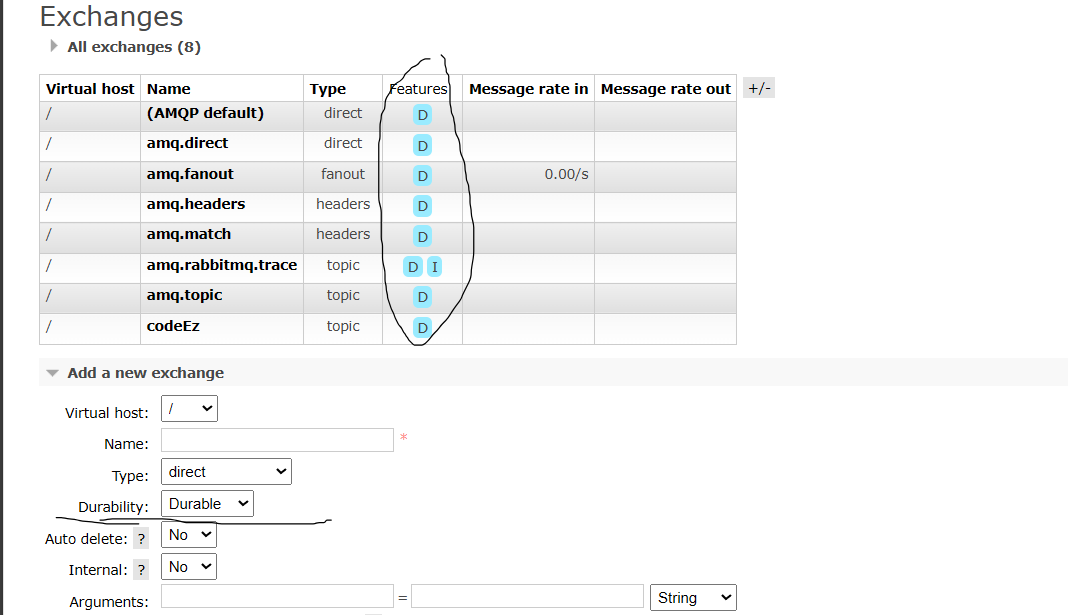 Exchanges
All exchanges (8)
Virtual host Name Type Features Message rate in Message rate out +/-
/ (AMQP default) direct D
/ amq.direct direct D
/ amq.fanout fanout D 0.00/s
/ amq.headers headers D
/ amq.match headers D
/ amq.rabbitmq.trace topic D I
/ amq.topic topic D
/ codeEz topic D
Add a new exchange
Virtual host: /
Name: *
Type: direct
Durability: Durable
Auto delete: ? No
Internal: ? No
Arguments: = String